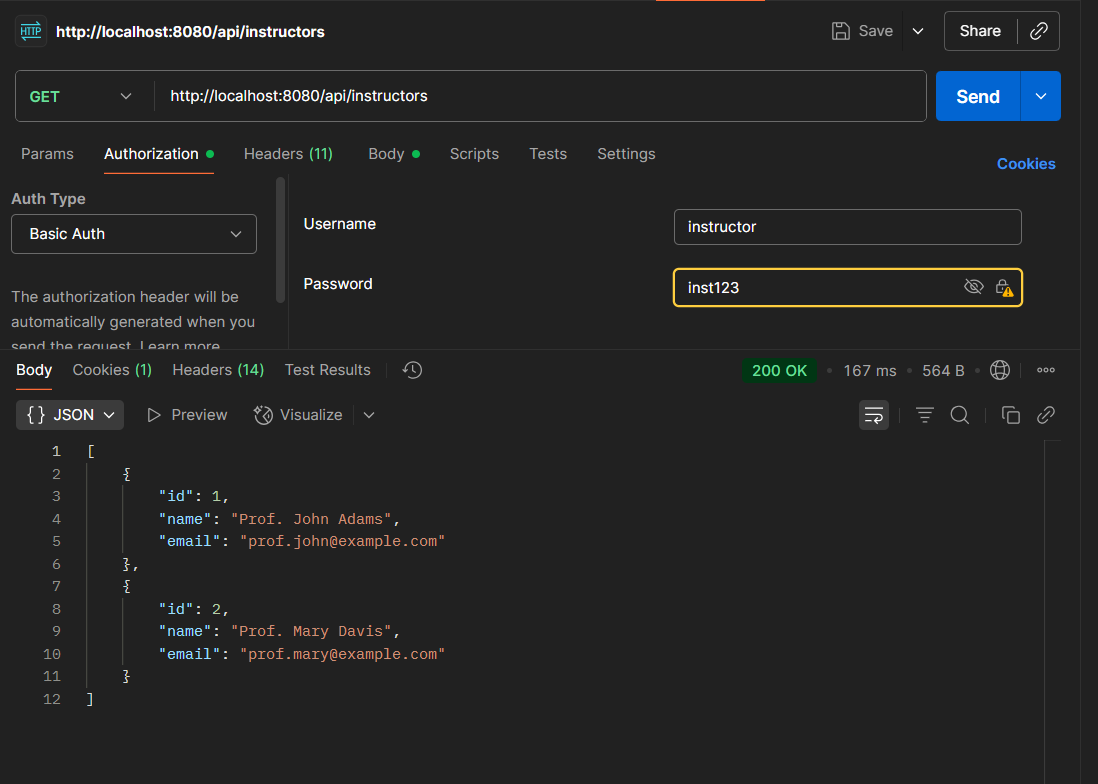 HTTP http://localhost:8080/api/instructors Save Share
GET http://localhost:8080/api/instructors Send
Params Authorization Headers (11) Body Scripts Tests Settings
Cookies
Auth Type
Basic Auth
The authorization header will be
automatically generated when you
send the request. Learn more
Username instructor
Password inst123
Body Cookies (1) Headers (14) Test Results 200 OK 167 ms 564 B
{} JSON Preview Visualize
1 [
2 {
3 "id": 1,
4 "name": "Prof. John Adams",
5 "email": "prof.john@example.com"
6 },
7 {
8 "id": 2,
9 "name": "Prof. Mary Davis",
10 "email": "prof.mary@example.com"
11 }
12 ]